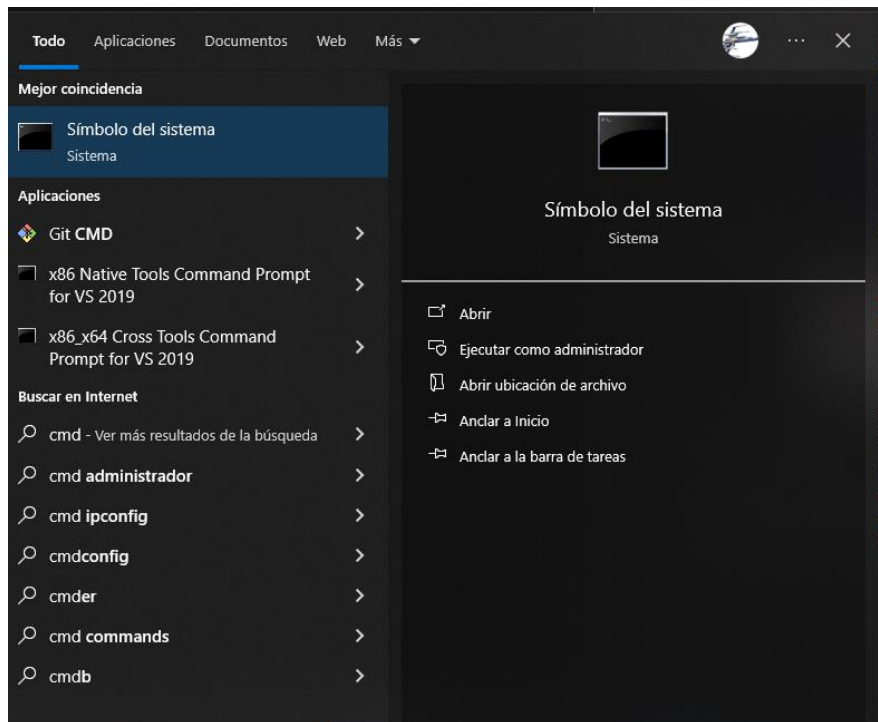 Todo Aplicaciones Documentos Web Más
Mejor coincidencia
Símbolo del sistema
Sistema
Aplicaciones
Git CMD
x86 Native Tools Command Prompt
for VS 2019
x86_x64 Cross Tools Command
Prompt for VS 2019
Buscar en Internet
cmd - Ver más resultados de la búsqueda
cmd administrador
cmd ipconfig
cmdconfig
cmder
cmd commands
cmdb
Símbolo del sistema
Sistema
Abrir
Ejecutar como administrador
Abrir ubicación de archivo
Anclar a Inicio
Anclar a la barra de tareas